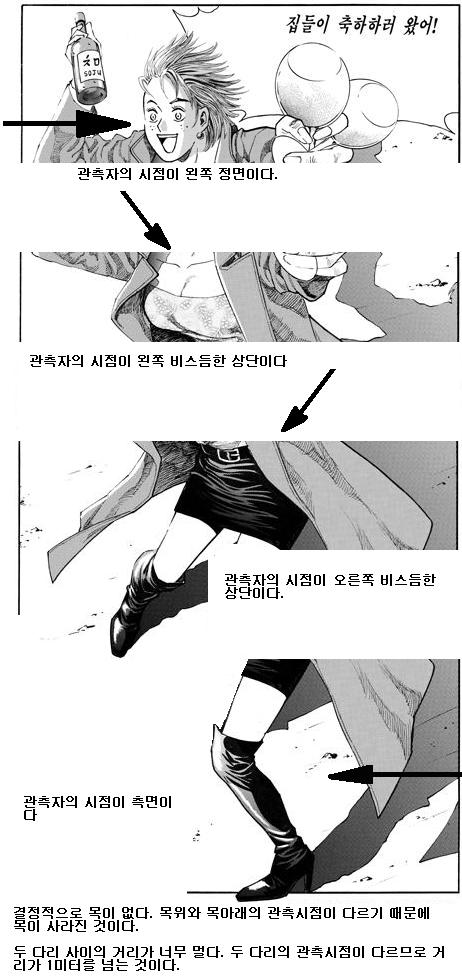 집들이 축하하러 왔어!
처음
SOJU
관측자의 시점이 왼쪽 정면이다.
관측자의 시점이 왼쪽 비스듬한 상단이다
관측자의 시점이 오른쪽 비스듬한
상단이다.
관측자의 시점이 측면이
다
결정적으로 목이 없다. 목위와 목아래의 관측시점이 다르기 때문에
목이 사라진 것이다.
두 다리 사이의 거리가 너무 멀다. 두 다리의 관측시점이 다르므로 거
리가 1미터를 넘는 것이다.